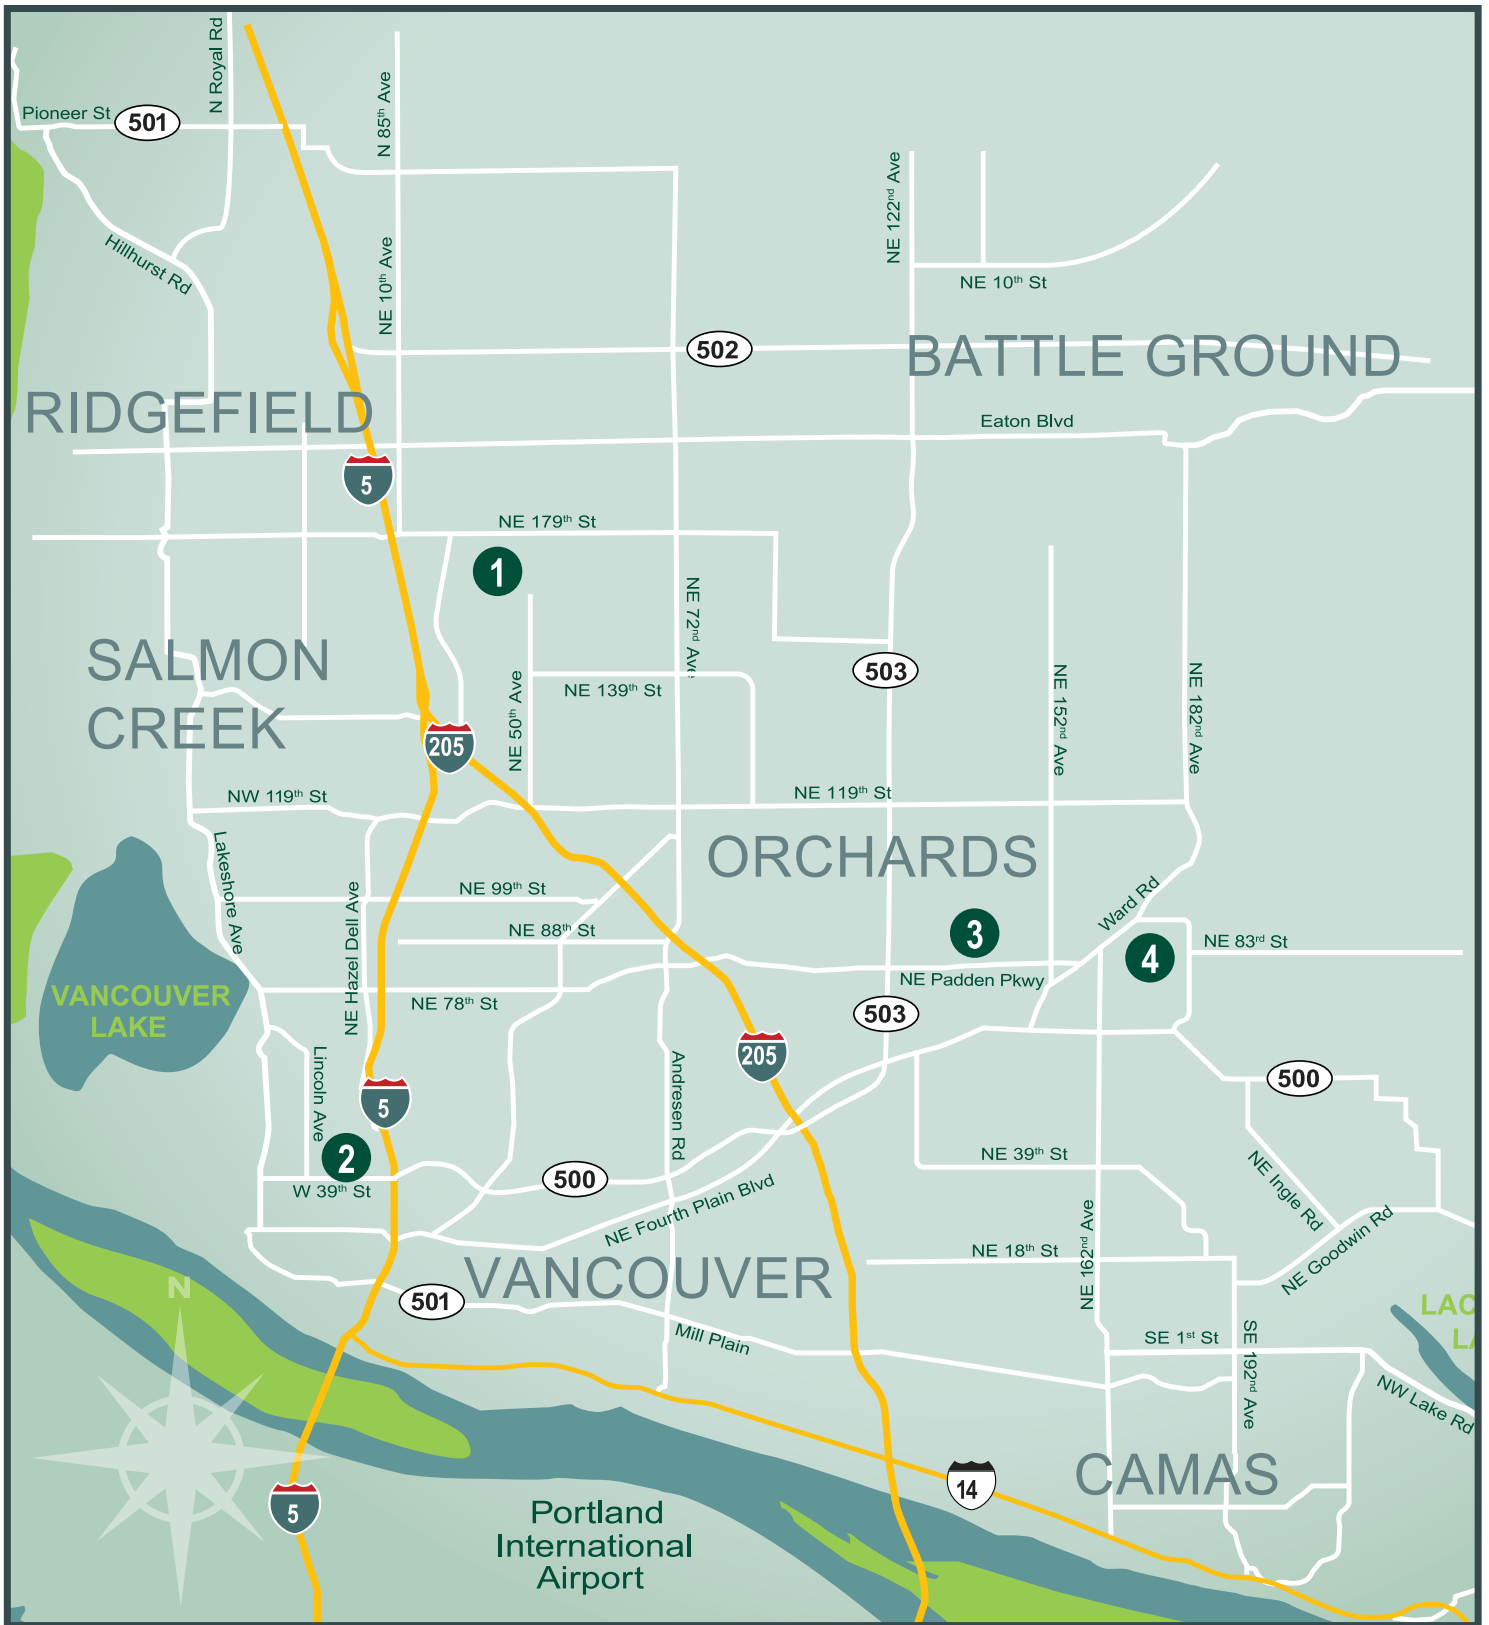 N Royal Rd
Pioneer St
501
N 85th Ave
Hillhurst Rd
NE 10th Ave
NE 122nd Ave
NE 10th St
502
BATTLE GROUND
RIDGEFIELD
Eaton Blvd
5
NE 179th St
1
NE 72nd Ave
SALMON
CREEK
503
NE 139th St
NE 50th Ave
NE 152nd Ave
NE 182nd Ave
205
NW 119th St
NE 119th St
ORCHARDS
Lakeshore Ave
NE Hazel Dell Ave
NE 99th St
NE 88th St
Ward Rd
3
4
NE 83rd St
NE Padden Pkwy
VANCOUVER
LAKE
NE 78th St
503
Lincoln Ave
205
Andresen Rd
500
5
2
W 39th St
500
NE 39th St
NE Ingle Rd
NE Fourth Plain Blvd
NE 162nd Ave
NE 18th St
NE Goodwin Rd
VANCOUVER
N
501
LAC
LA
Mill Plain
SE 1st St
SE 192nd Ave
NW Lake Rd
CAMAS
14
5
Portland
International
Airport